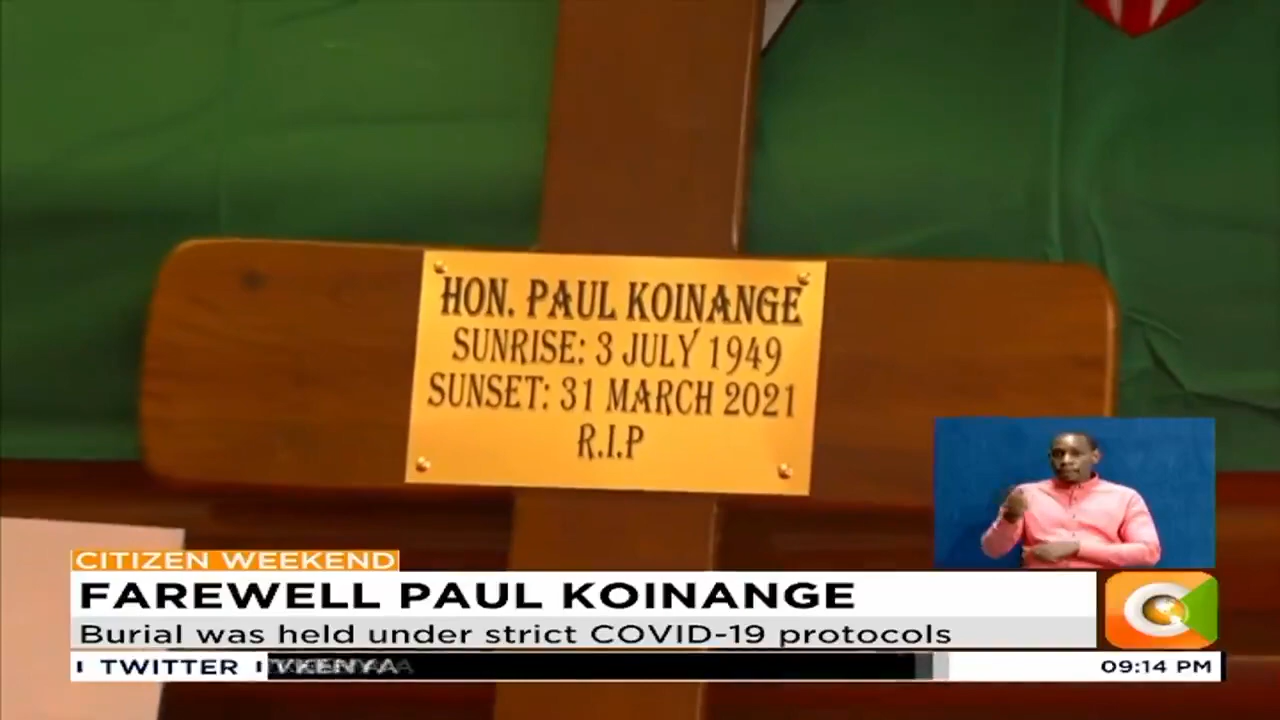 HON. PAUL KOINANGE
SUNRISE: 3 JULY 1949
SUNSET: 31 MARCH 2021
R.I.P
CITIZEN WEEKEND
FAREWELL PAUL KOINANGE
Burial was held under strict COVID-19 protocols
TWITTER
09:14 PM